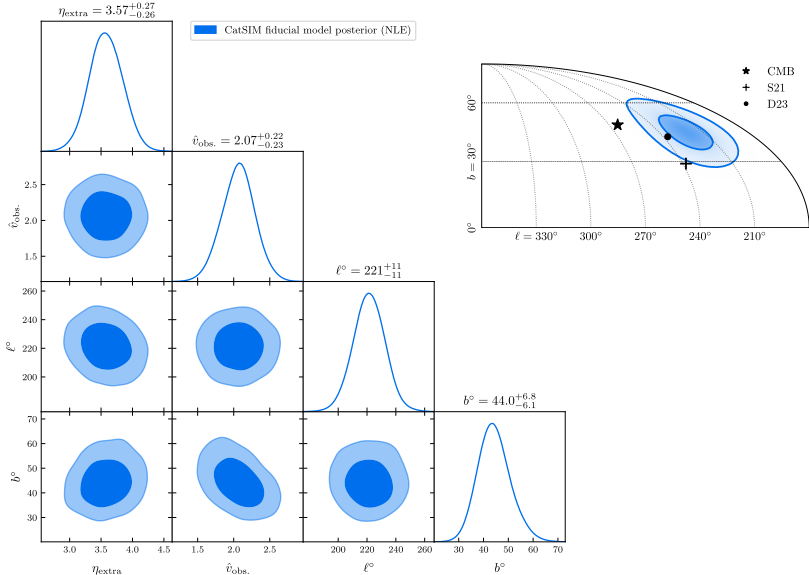 η_extra = 3.57^{+0.27}_{−0.26}
CatSIM fiducial model posterior (NLE)
CMB
S21
D23
60°
b = 30°
0°
ℓ = 330° 300° 270° 240° 210°
v̂_obs. = 2.07^{+0.22}_{−0.23}
2.5
2.0
1.5
v̂_obs.
ℓ° = 221^{+11}_{−11}
260
240
220
200
ℓ°
b° = 44.0^{+6.8}_{−6.1}
70
60
50
40
30
b°
3.0 3.5 4.0 4.5 1.5 2.0 2.5 200 220 240 260 30 40 50 60 70
η_extra v̂_obs. ℓ° b°